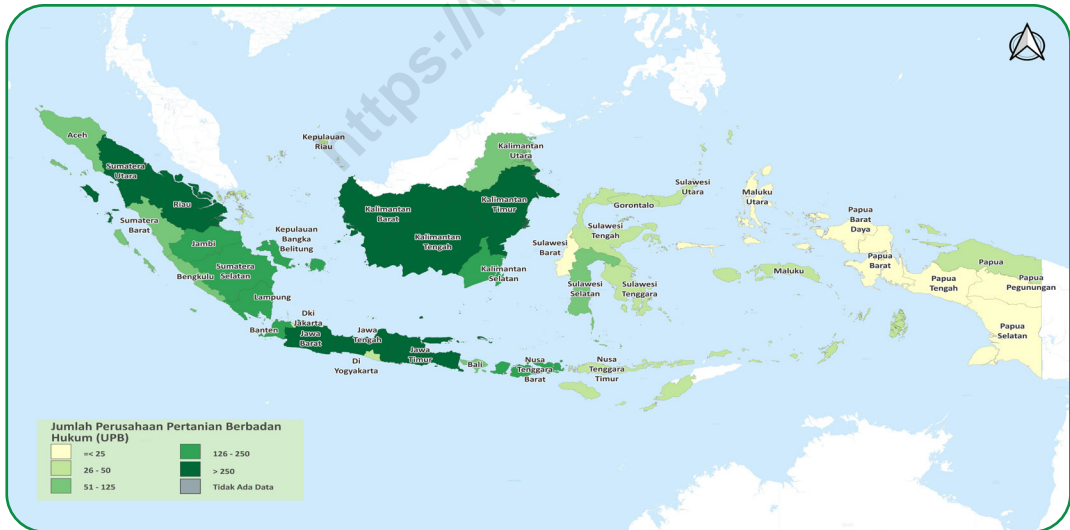 https://w
Aceh
Sumatera
Utara
Riau
Kepulauan
Riau
Sumatera
Barat
Jambi
Kepulauan
Bangka
Belitung
Bengkulu
Sumatera
Selatan
Lampung
Banten
Dki
Jakarta
Jawa
Barat
Jawa
Tengah
Di
Yogyakarta
Jawa
Timur
Bali
Nusa
Tenggara
Barat
Nusa
Tenggara
Timur
Kalimantan
Barat
Kalimantan
Tengah
Kalimantan
Selatan
Kalimantan
Timur
Kalimantan
Utara
Sulawesi
Utara
Gorontalo
Sulawesi
Tengah
Sulawesi
Barat
Sulawesi
Selatan
Sulawesi
Tenggara
Maluku
Utara
Maluku
Papua
Barat
Daya
Papua
Barat
Papua
Papua
Tengah
Papua
Pegunungan
Papua
Selatan
Jumlah Perusahaan Pertanian Berbadan
Hukum (UPB)
=< 25
26 - 50
51 - 125
126 - 250
> 250
Tidak Ada Data